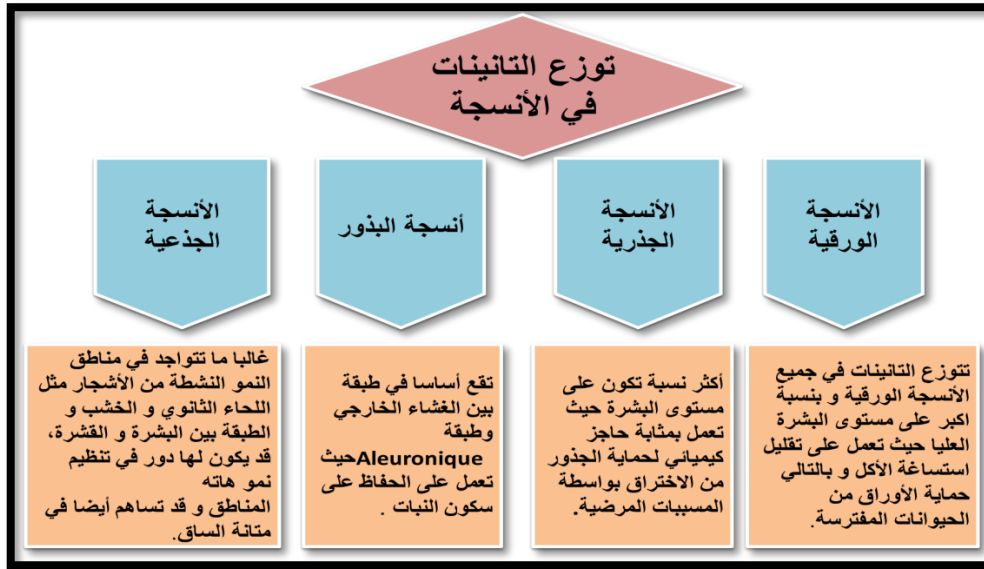 توزع التانينات
في الأنسجة
الأنسجة
الورقية
الأنسجة
الجذرية
أنسجة البذور
الأنسجة
الجذعية
تتوزع التانينات في جميع
الأنسجة الورقية و بنسبة
اكبر على مستوى البشرة
العليا حيث تعمل على تقليل
استساغة الأكل و بالتالي
حماية الأوراق من
الحيوانات المفترسة.
أكثر نسبة تكون على
مستوى البشرة حيث
تعمل بمثابة حاجز
كيميائي لحماية الجذور
من الاختراق بواسطة
المسببات المرضية.
تقع أساسا في طبقة
بين الغشاء الخارجي
وطبقة
Aleuroniqueحيث
تعمل على الحفاظ على
سكون النبات .
غالبا ما تتواجد في مناطق
النمو النشطة من الأشجار مثل
اللحاء الثانوي و الخشب و
الطبقة بين البشرة و القشرة،
قد يكون لها دور في تنظيم
نمو هاته
المناطق و قد تساهم أيضا في
متانة الساق.